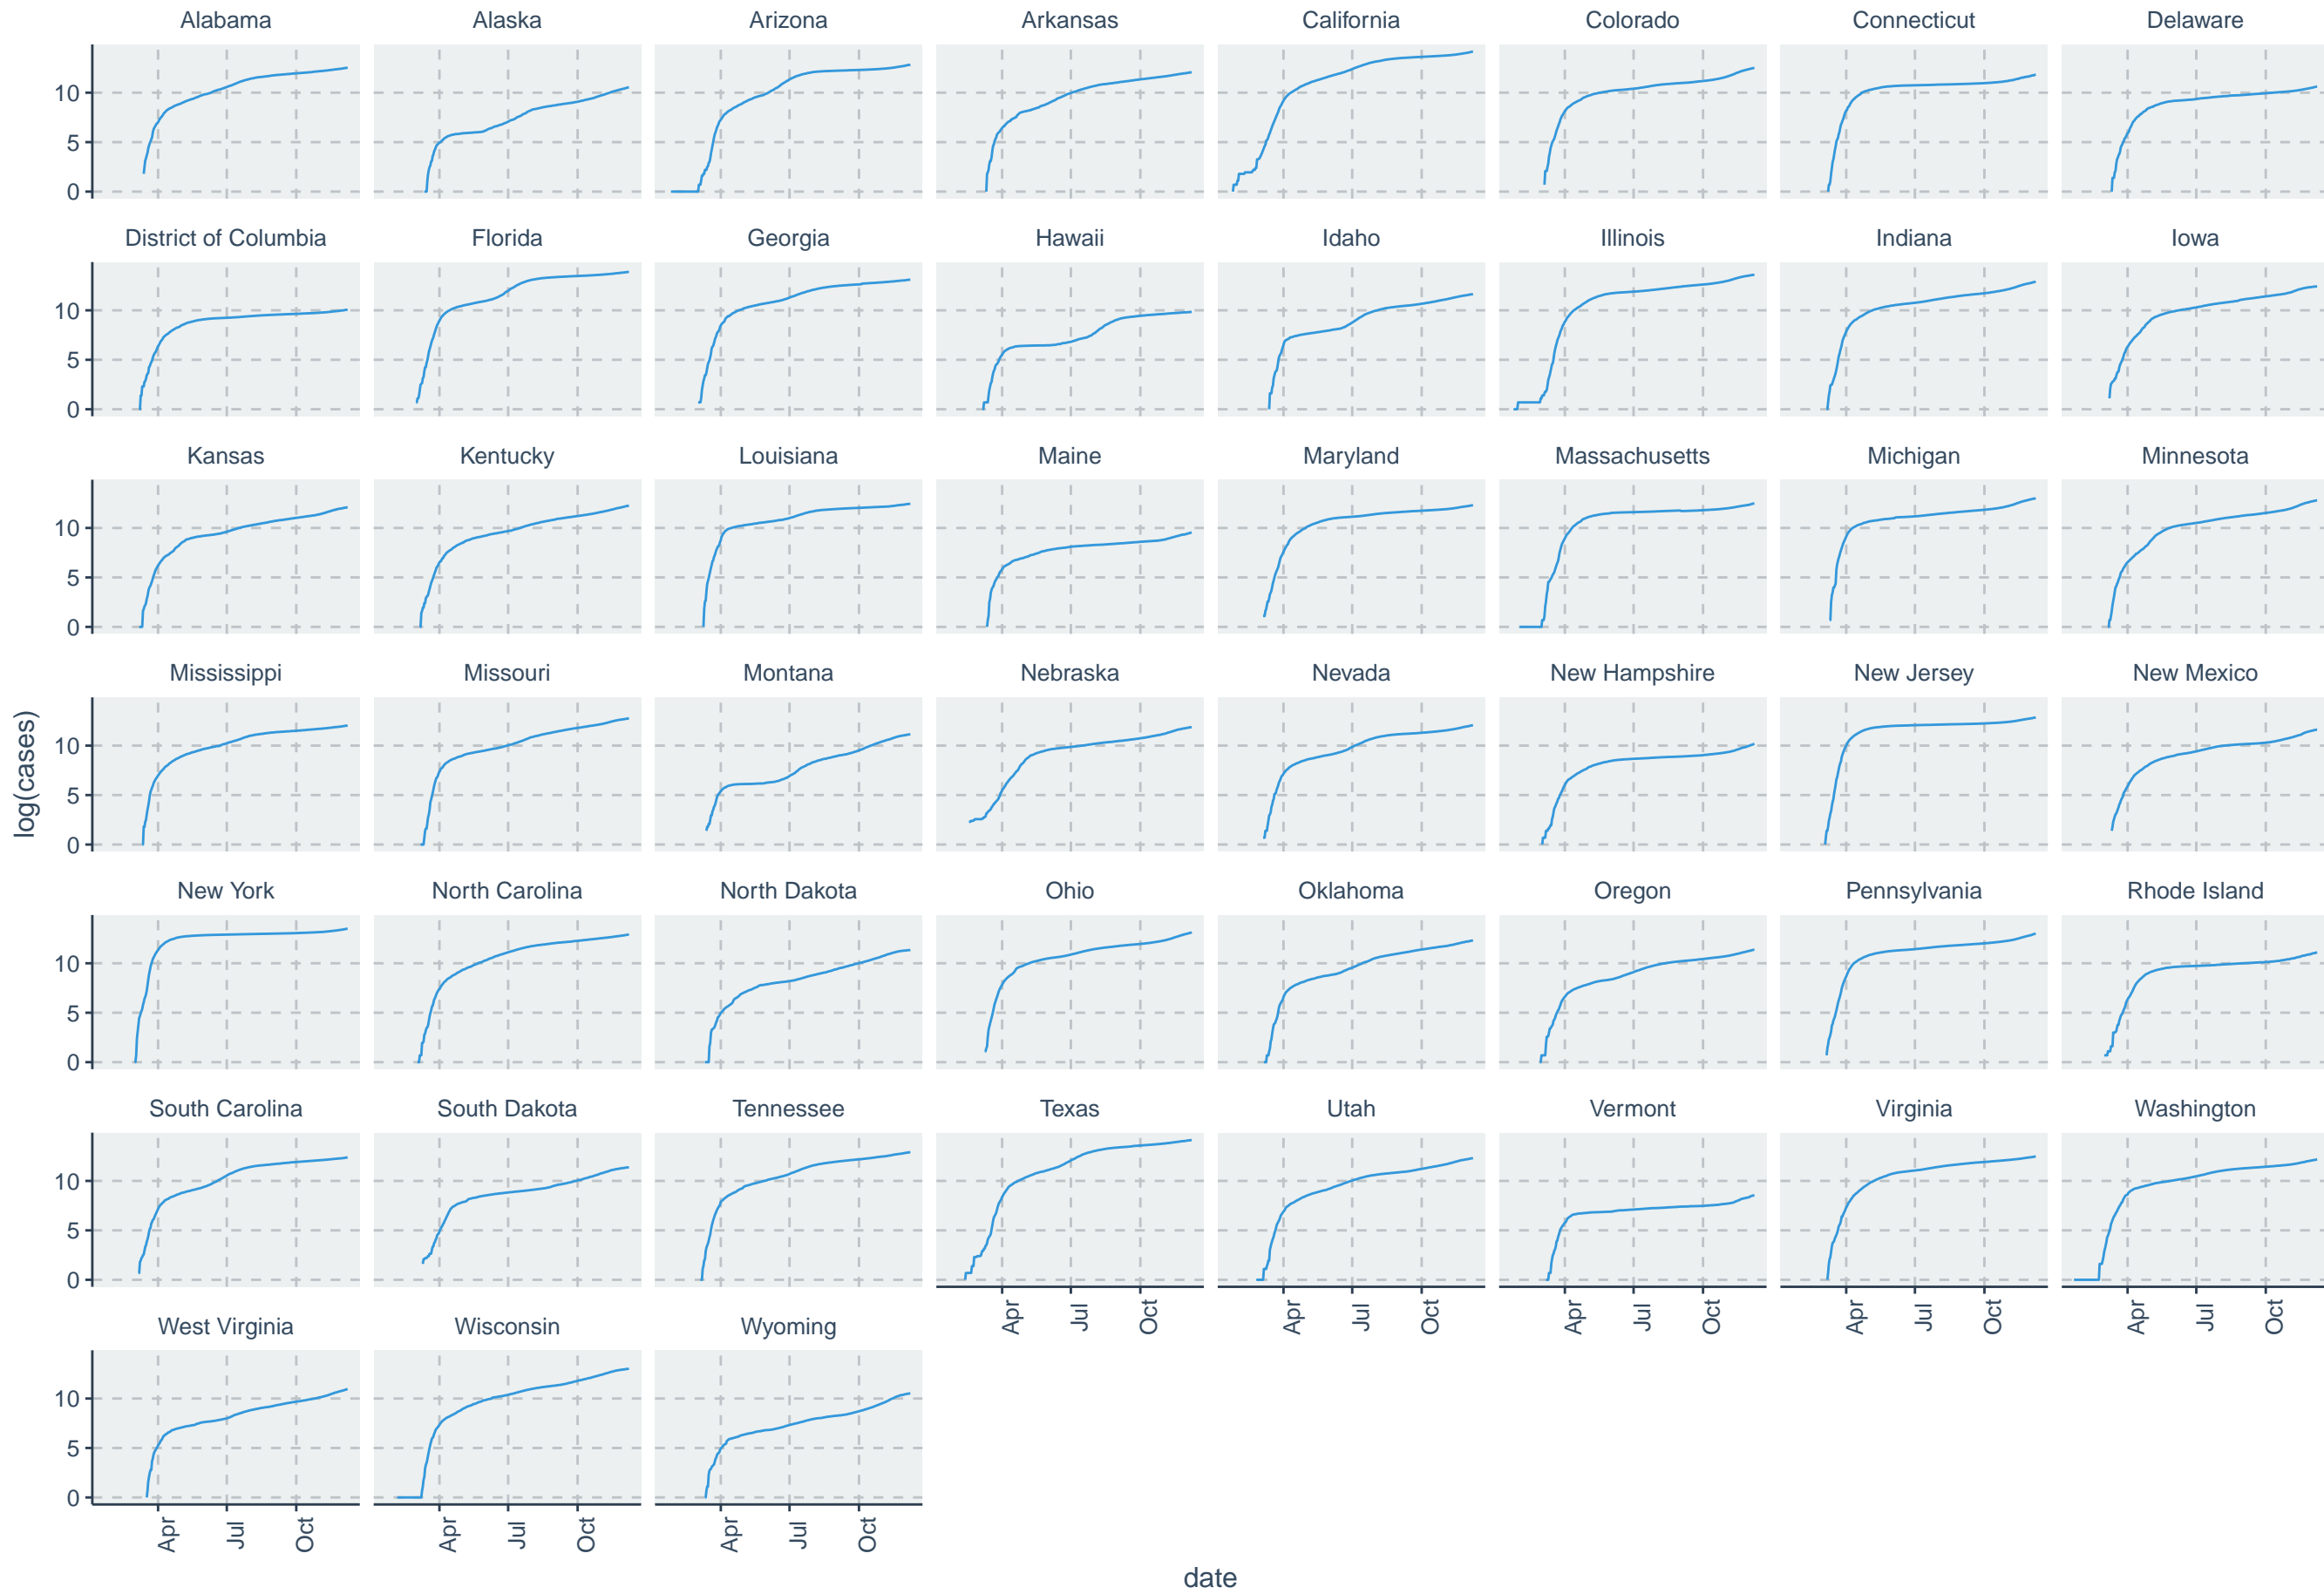 Alabama Alaska Arizona Arkansas California Colorado Connecticut Delaware
10
5
0
District of Columbia Florida Georgia Hawaii Idaho Illinois Indiana Iowa
10
5
0
Kansas Kentucky Louisiana Maine Maryland Massachusetts Michigan Minnesota
10
5
0
Mississippi Missouri Montana Nebraska Nevada New Hampshire New Jersey New Mexico
log(cases)
10
5
0
New York North Carolina North Dakota Ohio Oklahoma Oregon Pennsylvania Rhode Island
10
5
0
South Carolina South Dakota Tennessee Texas Utah Vermont Virginia Washington
10
5
0
Apr Jul Oct Apr Jul Oct Apr Jul Oct Apr Jul Oct Apr Jul Oct
West Virginia Wisconsin Wyoming
10
5
0
Apr Jul Oct Apr Jul Oct Apr Jul Oct
date